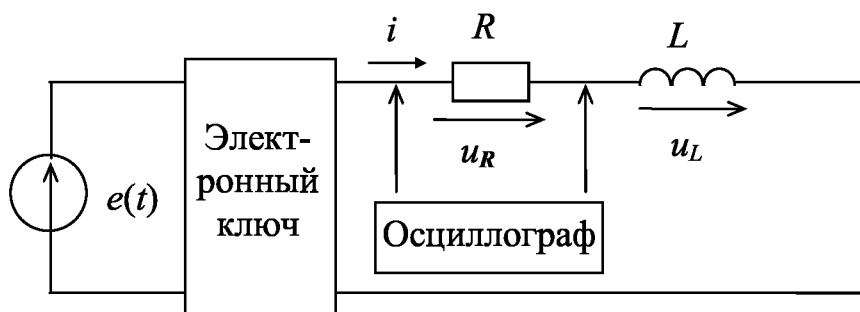 i
R
L
Элект-
ронный
ключ
e(t)
u_R
u_L
Осциллограф